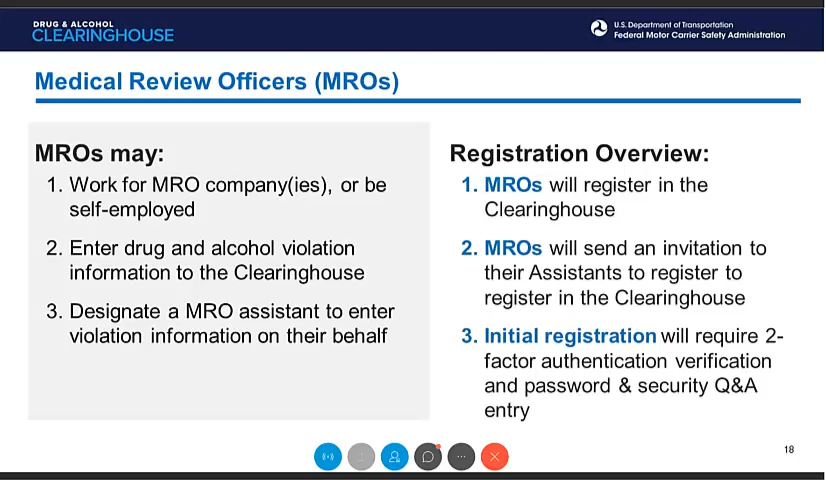 DRUG & ALCOHOL
CLEARINGHOUSE
U.S. Department of Transportation
Federal Motor Carrier Safety Administration
Medical Review Officers (MROs)
MROs may:
1. Work for MRO company(ies), or be
self-employed
2. Enter drug and alcohol violation
information to the Clearinghouse
3. Designate a MRO assistant to enter
violation information on their behalf
Registration Overview:
1. MROs will register in the
Clearinghouse
2. MROs will send an invitation to
their Assistants to register to
register in the Clearinghouse
3. Initial registration will require 2-
factor authentication verification
and password & security Q&A
entry
18